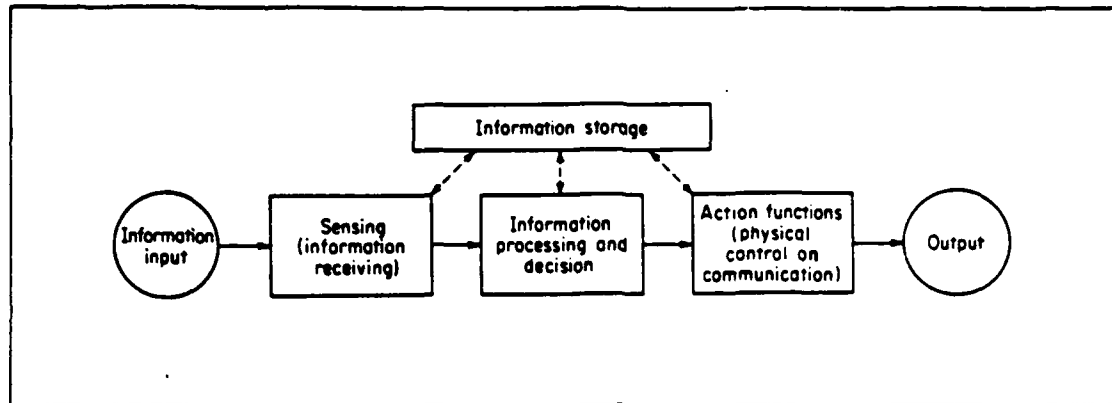 Information storage
Information
input
Sensing
(information
receiving)
Information
processing and
decision
Action functions
(physical
control on
communication)
Output